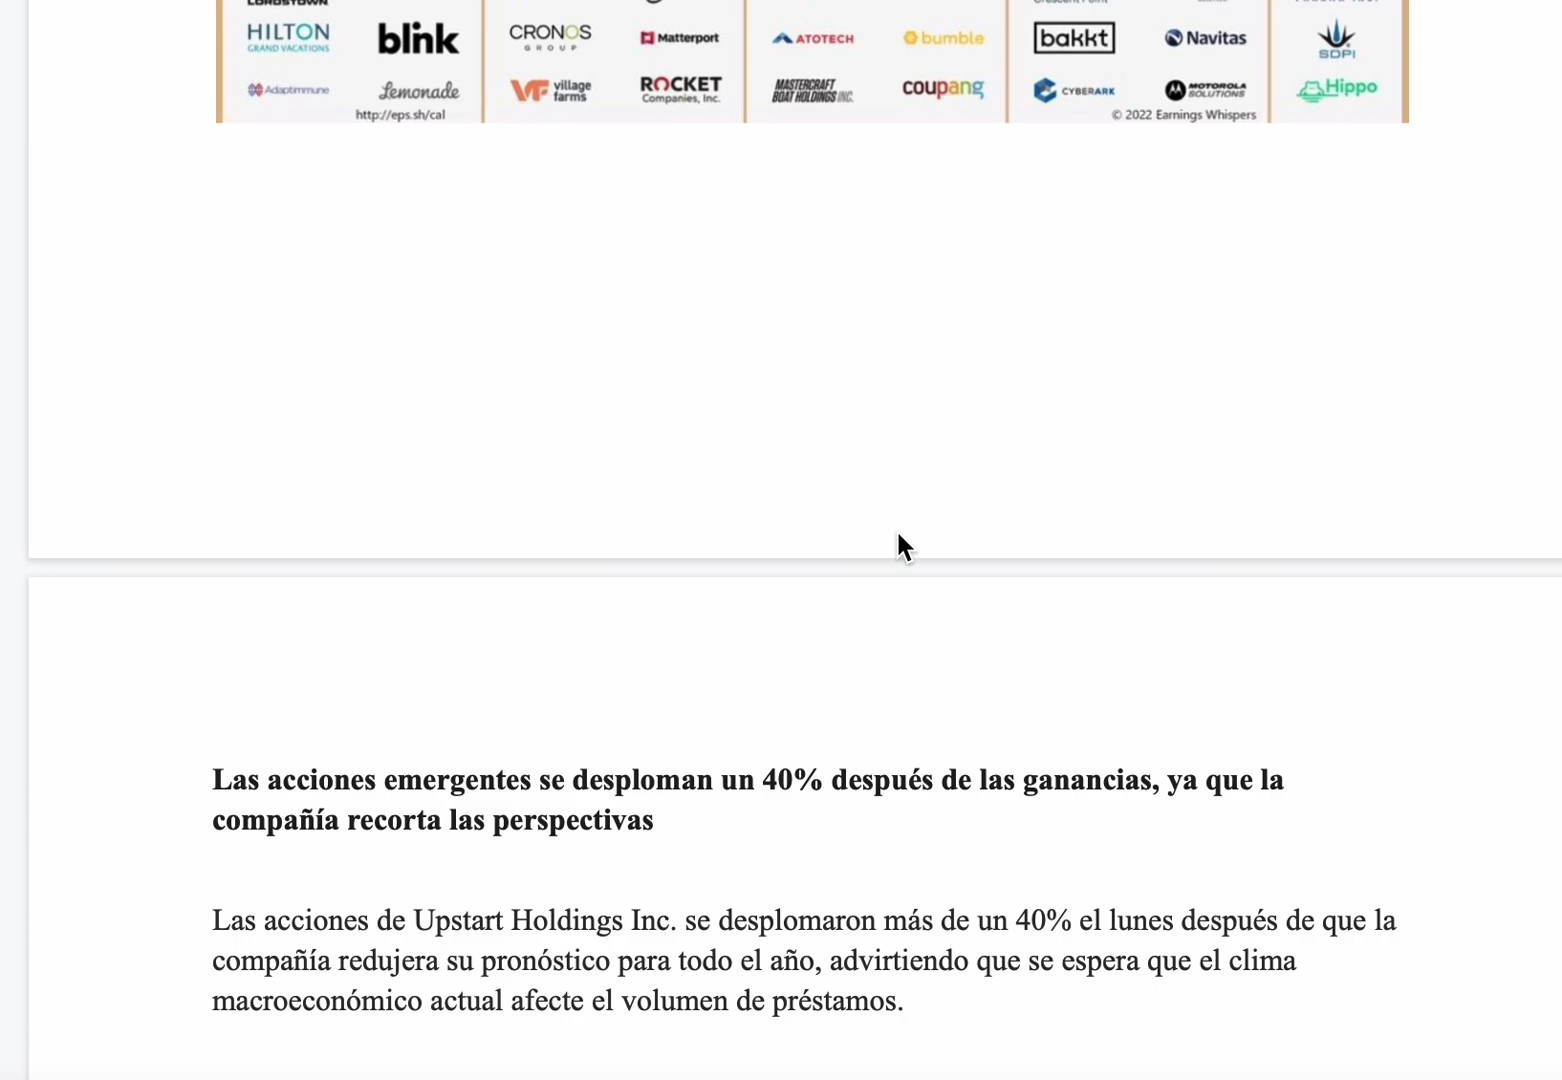 LORDSTOWN
HILTON
GRAND VACATIONS
blink
CRONOS
GROUP
Matterport
ATOTECH
bumble
bakkt
Navitas
SDPI
Adaptimmune
Lemonade
VF village
farms
ROCKET
Companies, Inc.
MASTERCRAFT
BOAT HOLDINGS INC.
coupang
CYBERARK
MOTOROLA
SOLUTIONS
Hippo
http://eps.sh/cal
© 2022 Earnings Whispers
Las acciones emergentes se desploman un 40% después de las ganancias, ya que la
compañía recorta las perspectivas
Las acciones de Upstart Holdings Inc. se desplomaron más de un 40% el lunes después de que la
compañía redujera su pronóstico para todo el año, advirtiendo que se espera que el clima
macroeconómico actual afecte el volumen de préstamos.